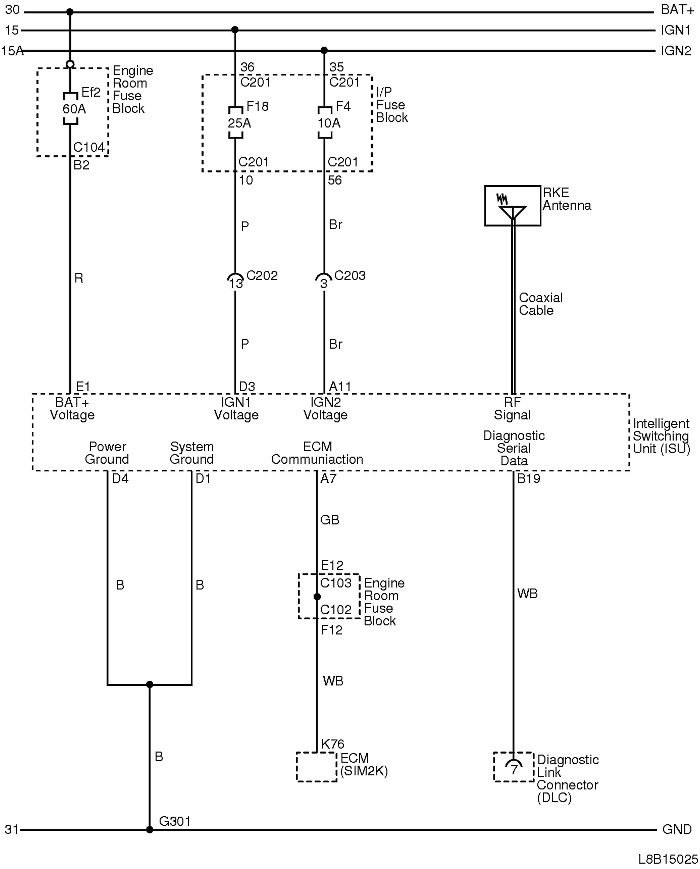 30 BAT+
15 IGN1
15A IGN2
36 35
Engine
Room
Fuse
Block
C201 C201
I/P
Fuse
Block
Ef2
60A
F18
25A
F4
10A
C104
B2
C201 C201
10 56
RKE
Antenna
P Br
R
C202
13
C203
3
Coaxial
Cable
P Br
E1 D3 A11
BAT+
Voltage
IGN1
Voltage
IGN2
Voltage
RF
Signal
Intelligent
Switching
Unit (ISU)
Power
Ground
System
Ground
ECM
Communiaction
Diagnostic
Serial
Data
D4 D1 A7 B19
GB
E12
C103
C102
Engine
Room
Fuse
Block
F12
B B
WB
WB
K76
ECM
(SIM2K)
B
7
Diagnostic
Link
Connector
(DLC)
G301
31 GND
L8B15025